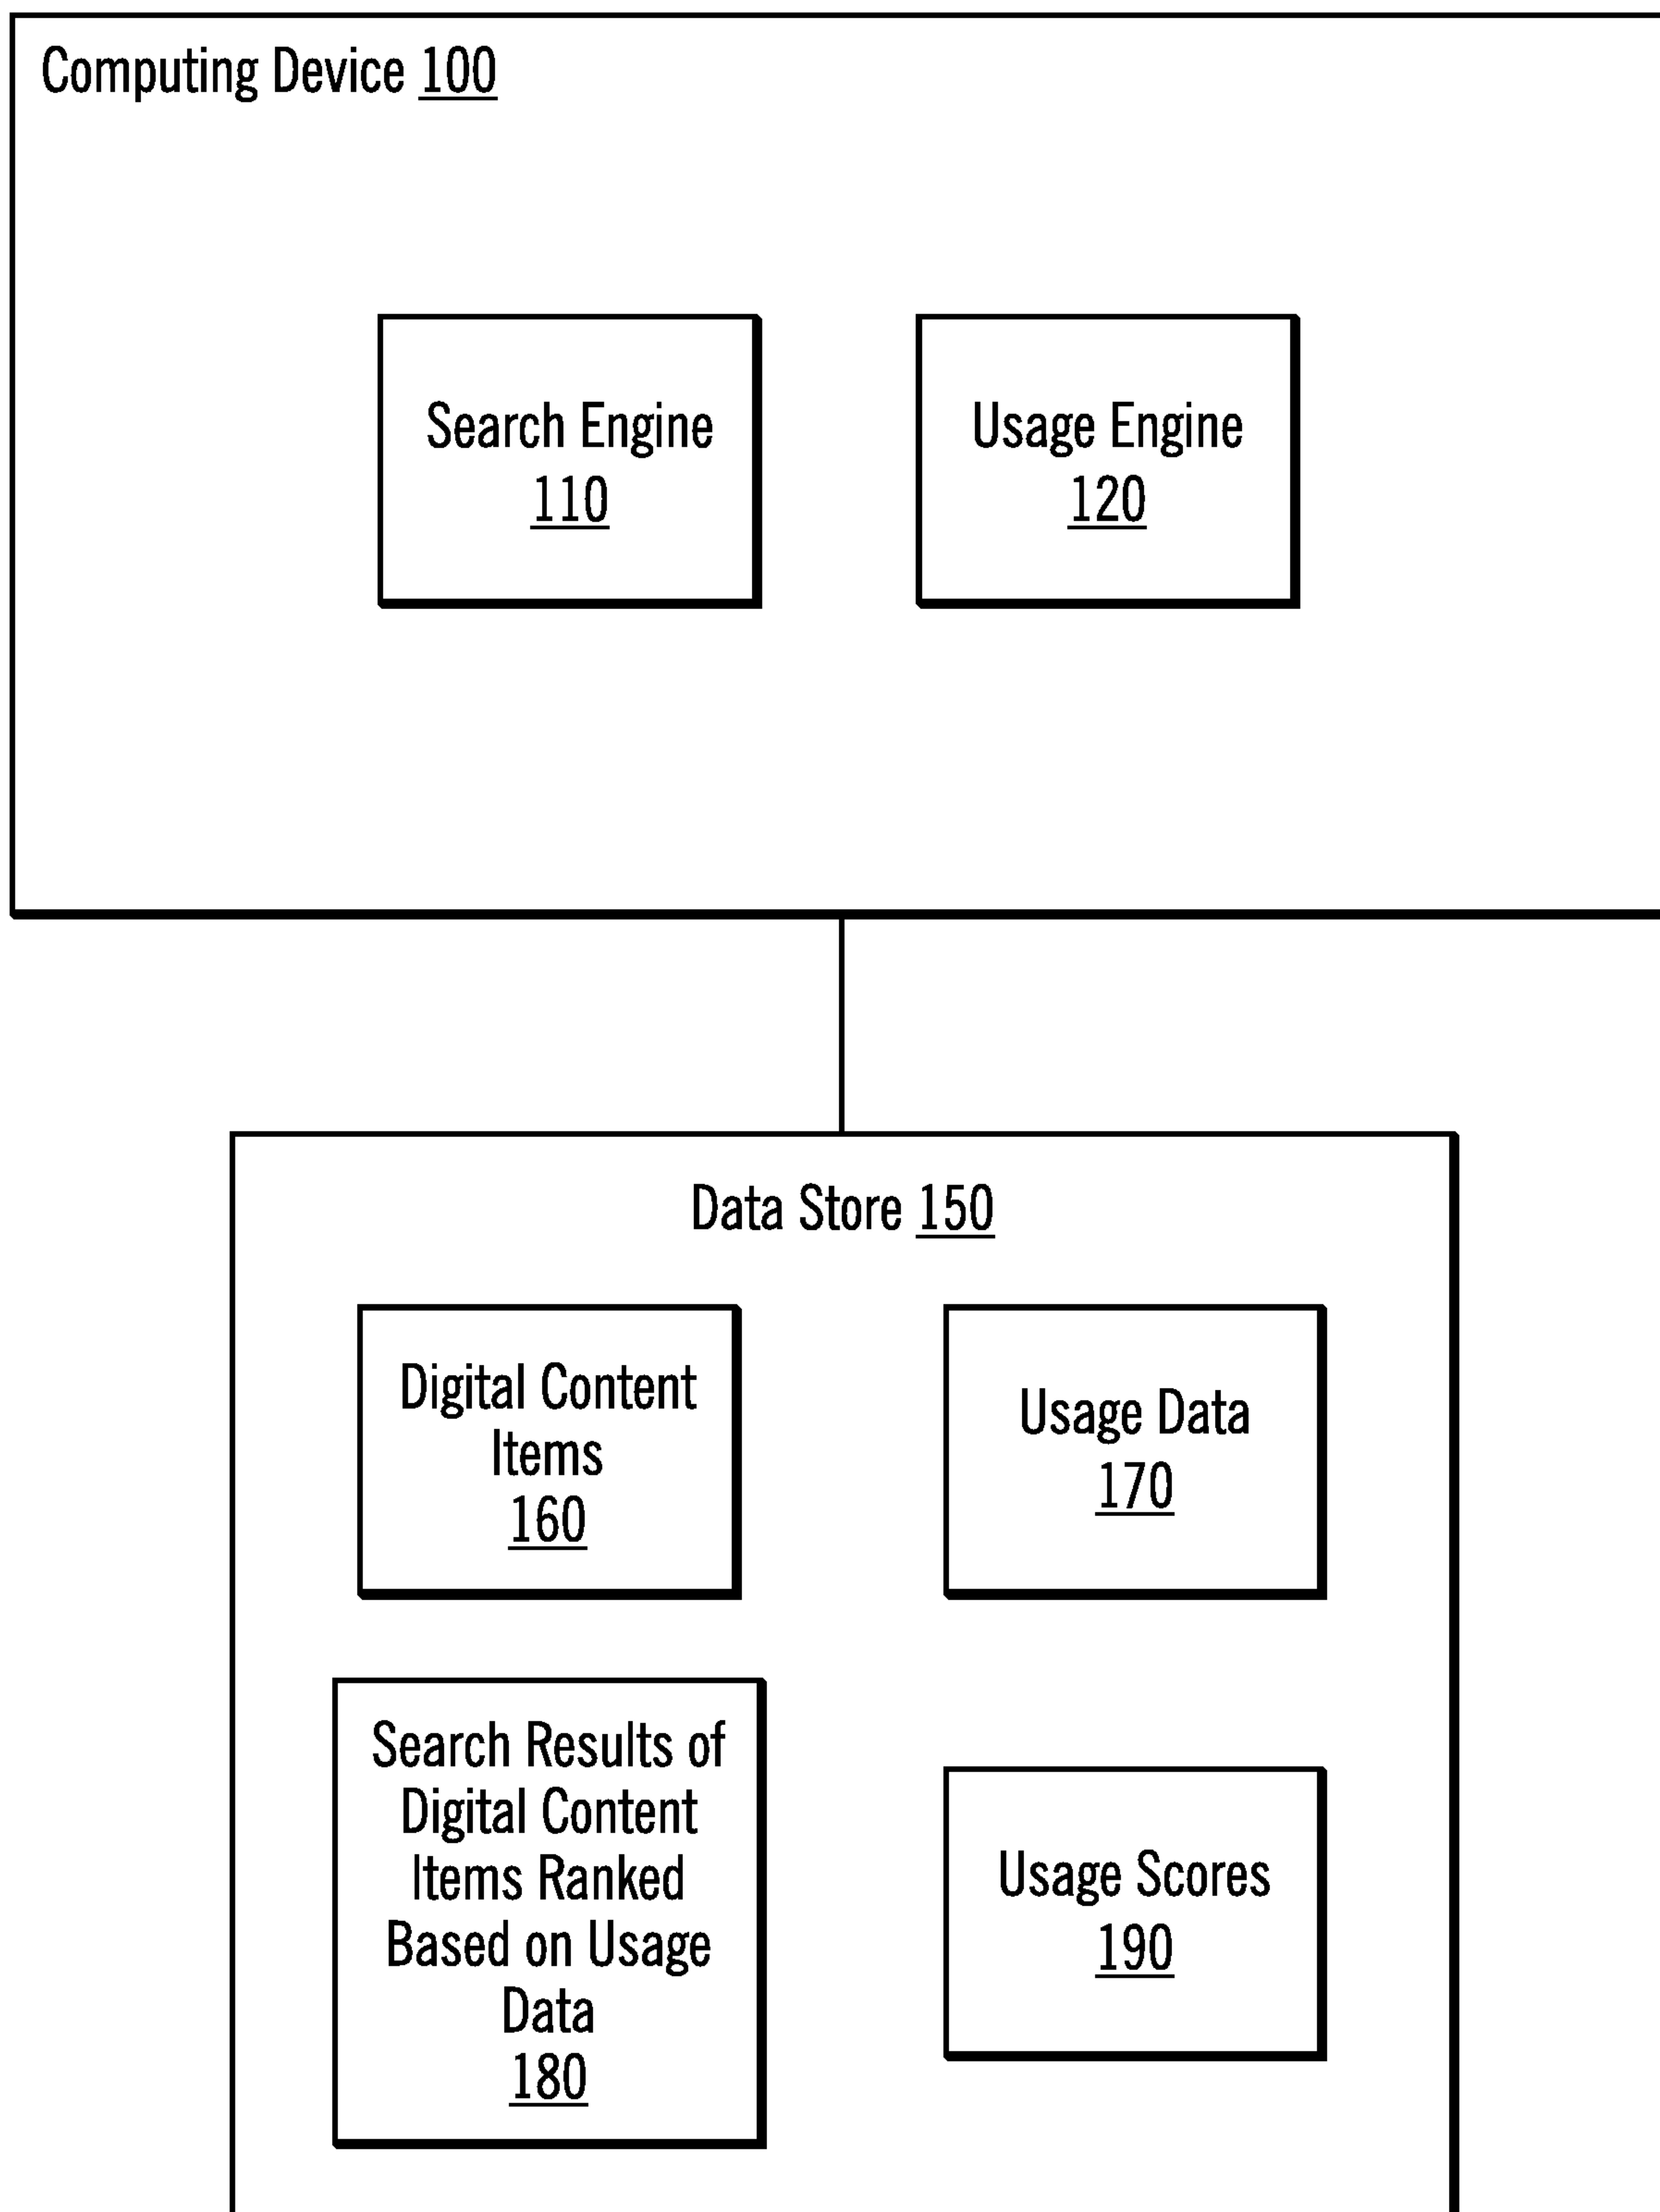 Computing Device 100
Search Engine
110
Usage Engine
120
Data Store 150
Digital Content
Items
160
Usage Data
170
Search Results of
Digital Content
Items Ranked
Based on Usage
Data
180
Usage Scores
190